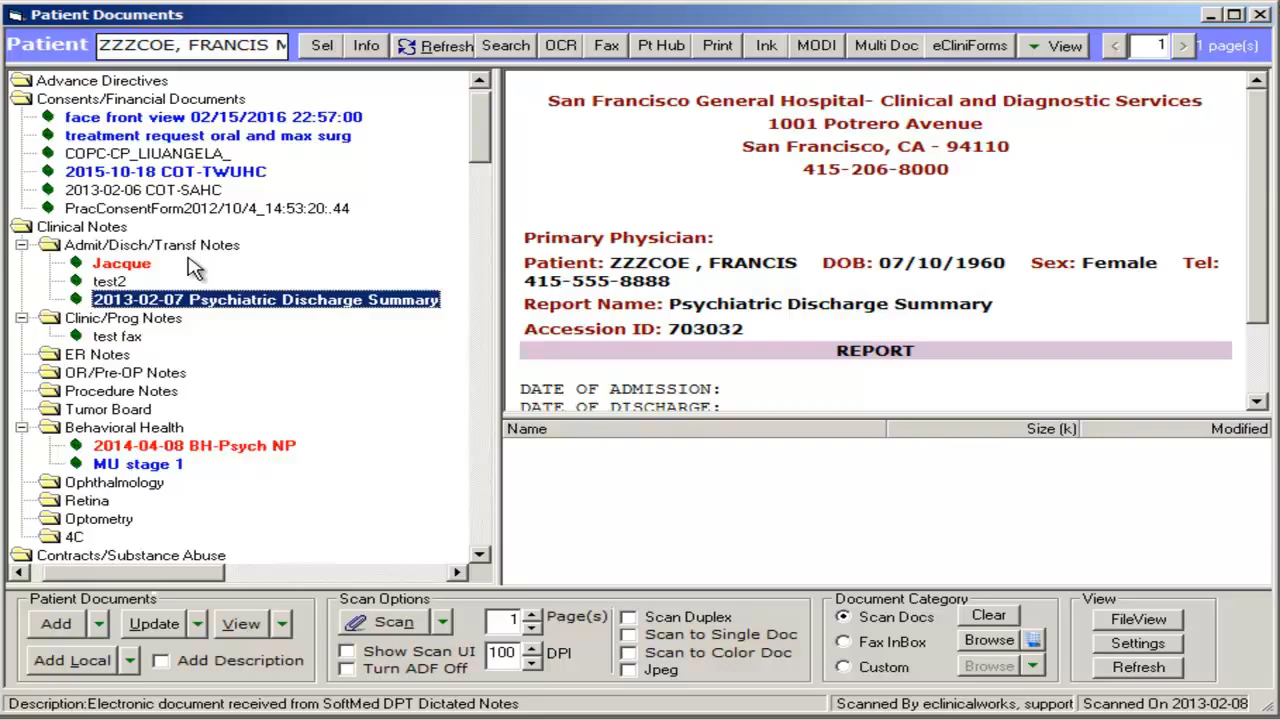 Patient Documents
Patient ZZZCOE, FRANCIS M Sel Info Refresh Search OCR Fax Pt Hub Print Ink MODI Multi Doc eCliniForms View < 1 > 1 page(s)
Advance Directives
Consents/Financial Documents
face front view 02/15/2016 22:57:00
treatment request oral and max surg
COPC-CP_LIUANGELA_
2015-10-18 COT-TWUHC
2013-02-06 COT-SAHC
PracConsentForm2012/10/4_14:53:20:.44
Clinical Notes
Admit/Disch/Transf Notes
Jacque
test2
2013-02-07 Psychiatric Discharge Summary
Clinic/Prog Notes
test fax
ER Notes
OR/Pre-OP Notes
Procedure Notes
Tumor Board
Behavioral Health
2014-04-08 BH-Psych NP
MU stage 1
Ophthalmology
Retina
Optometry
4C
Contracts/Substance Abuse
San Francisco General Hospital- Clinical and Diagnostic Services
1001 Potrero Avenue
San Francisco, CA - 94110
415-206-8000
Primary Physician:
Patient: ZZZCOE , FRANCIS DOB: 07/10/1960 Sex: Female Tel:
415-555-8888
Report Name: Psychiatric Discharge Summary
Accession ID: 703032
REPORT
DATE OF ADMISSION:
DATE OF DISCHARGE:
Name Size (k) Modified
Patient Documents
Add Update View
Add Local Add Description
Scan Options
Scan 1 Page(s)
Show Scan UI 100 DPI
Turn ADF Off
Scan Duplex
Scan to Single Doc
Scan to Color Doc
Jpeg
Document Category
Scan Docs Clear
Fax InBox Browse
Custom Browse
View
FileView
Settings
Refresh
Description:Electronic document received from SoftMed DPT Dictated Notes Scanned By eclinicalworks, support Scanned On 2013-02-08